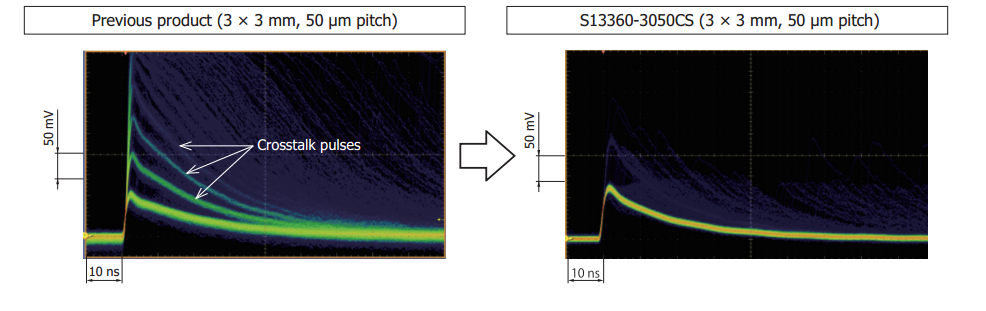 Previous product (3 × 3 mm, 50 μm pitch)
S13360-3050CS (3 × 3 mm, 50 μm pitch)
50 mV
Crosstalk pulses
50 mV
10 ns
10 ns